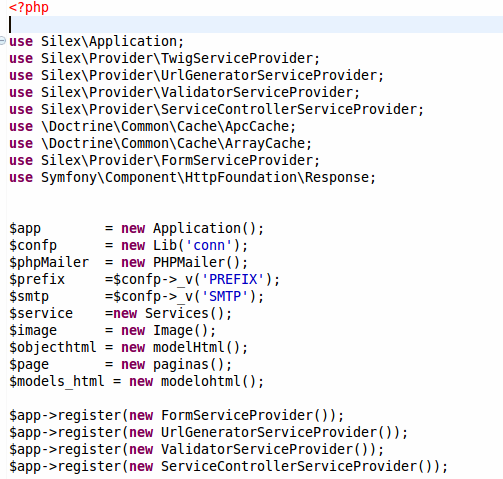 <?php
use Silex\Application;
use Silex\Provider\TwigServiceProvider;
use Silex\Provider\UrlGeneratorServiceProvider;
use Silex\Provider\ValidatorServiceProvider;
use Silex\Provider\ServiceControllerServiceProvider;
use \Doctrine\Common\Cache\ApcCache;
use \Doctrine\Common\Cache\ArrayCache;
use Silex\Provider\FormServiceProvider;
use Symfony\Component\HttpFoundation\Response;
$app        = new Application();
$confp      = new Lib('conn');
$phpMailer  = new PHPMailer();
$prefix     =$confp->_v('PREFIX');
$smtp       =$confp->_v('SMTP');
$service    =new Services();
$image      = new Image();
$objecthtml = new modelHtml();
$page       = new paginas();
$models_html = new modelohtml();
$app->register(new FormServiceProvider());
$app->register(new UrlGeneratorServiceProvider());
$app->register(new ValidatorServiceProvider());
$app->register(new ServiceControllerServiceProvider());